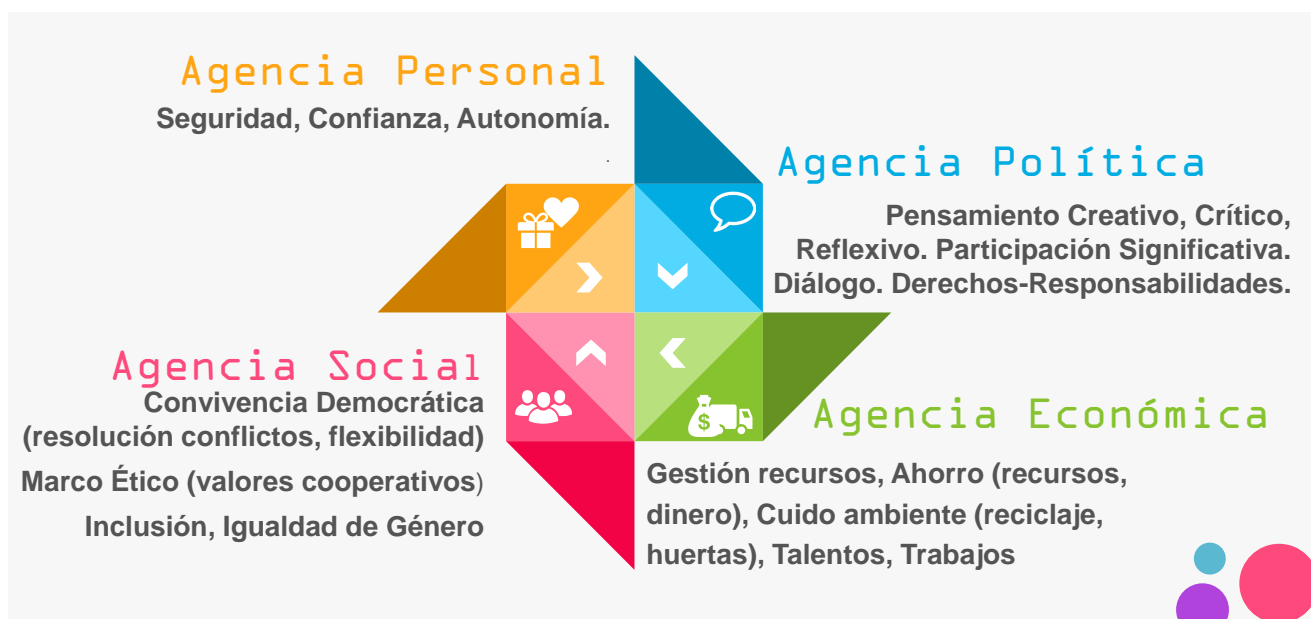 Agencia Personal
Seguridad, Confianza, Autonomía.
.
Agencia Política
Pensamiento Creativo, Crítico,
Reflexivo. Participación Significativa.
Diálogo. Derechos-Responsabilidades.
Agencia Social
Convivencia Democrática
(resolución conflictos, flexibilidad)
Marco Ético (valores cooperativos)
Inclusión, Igualdad de Género
$
Agencia Económica
Gestión recursos, Ahorro (recursos,
dinero), Cuido ambiente (reciclaje,
huertas), Talentos, Trabajos